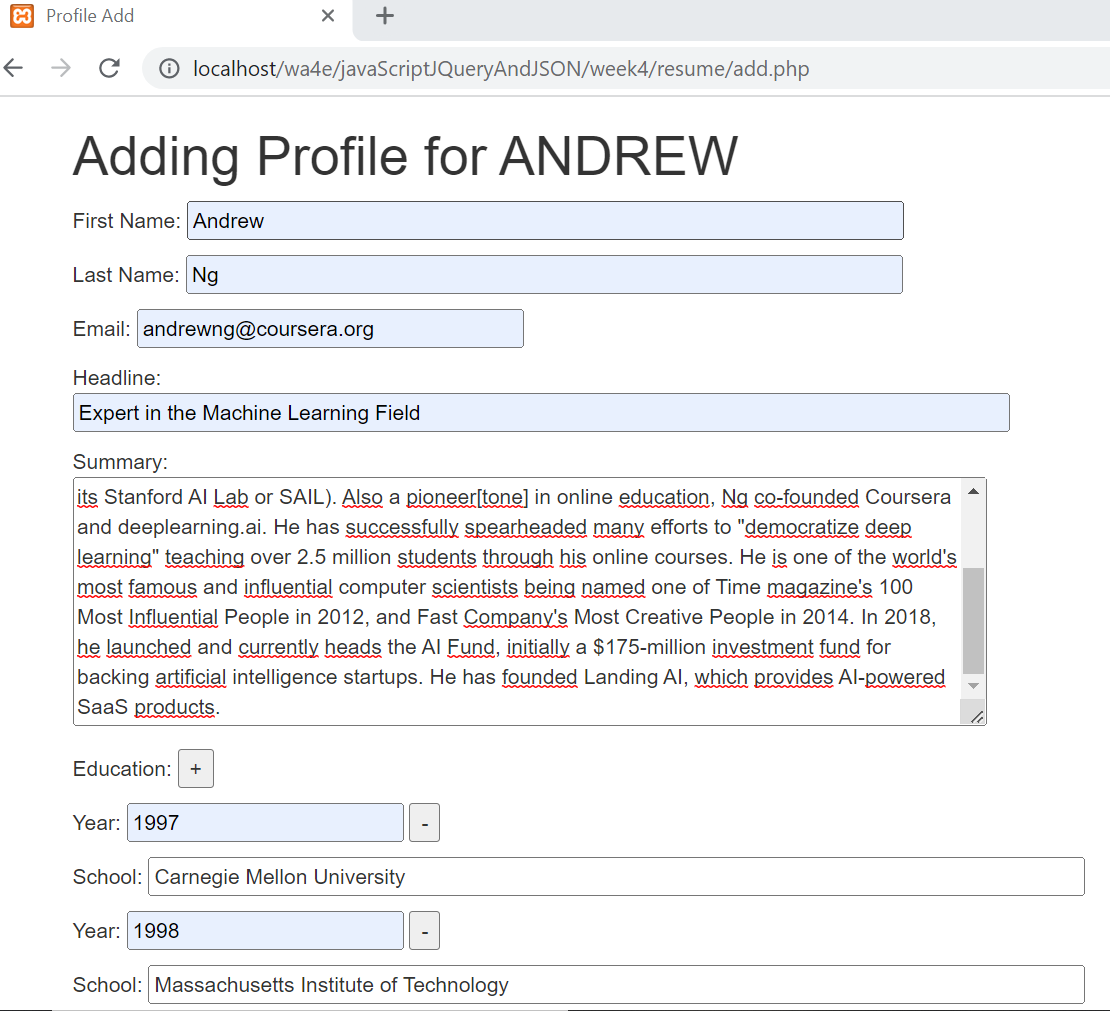 Profile Add
localhost/wa4e/javaScriptJQueryAndJSON/week4/resume/add.php
Adding Profile for ANDREW
First Name: Andrew
Last Name: Ng
Email: andrewng@coursera.org
Headline:
Expert in the Machine Learning Field
Summary:
its Stanford AI Lab or SAIL). Also a pioneer[tone] in online education, Ng co-founded Coursera
and deeplearning.ai. He has successfully spearheaded many efforts to "democratize deep
learning" teaching over 2.5 million students through his online courses. He is one of the world's
most famous and influential computer scientists being named one of Time magazine's 100
Most Influential People in 2012, and Fast Company's Most Creative People in 2014. In 2018,
he launched and currently heads the AI Fund, initially a $175-million investment fund for
backing artificial intelligence startups. He has founded Landing AI, which provides AI-powered
SaaS products.
Education: +
Year: 1997 -
School: Carnegie Mellon University
Year: 1998 -
School: Massachusetts Institute of Technology